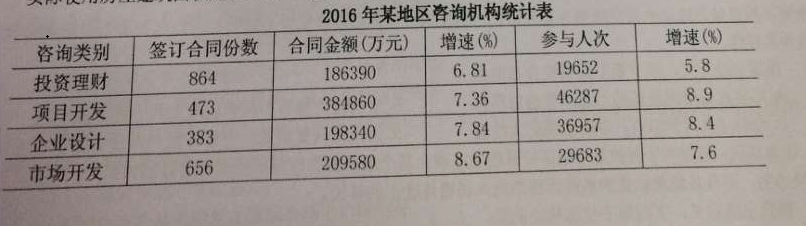 2016年某地区咨询机构统计表
咨询类别 签订合同份数 合同金额(万元) 增速(%) 参与人次 增速(%)
投资理财 864 186390 6.81 19652 5.8
项目开发 473 384860 7.36 46287 8.9
企业设计 383 198340 7.84 36957 8.4
市场开发 656 209580 8.67 29683 7.6